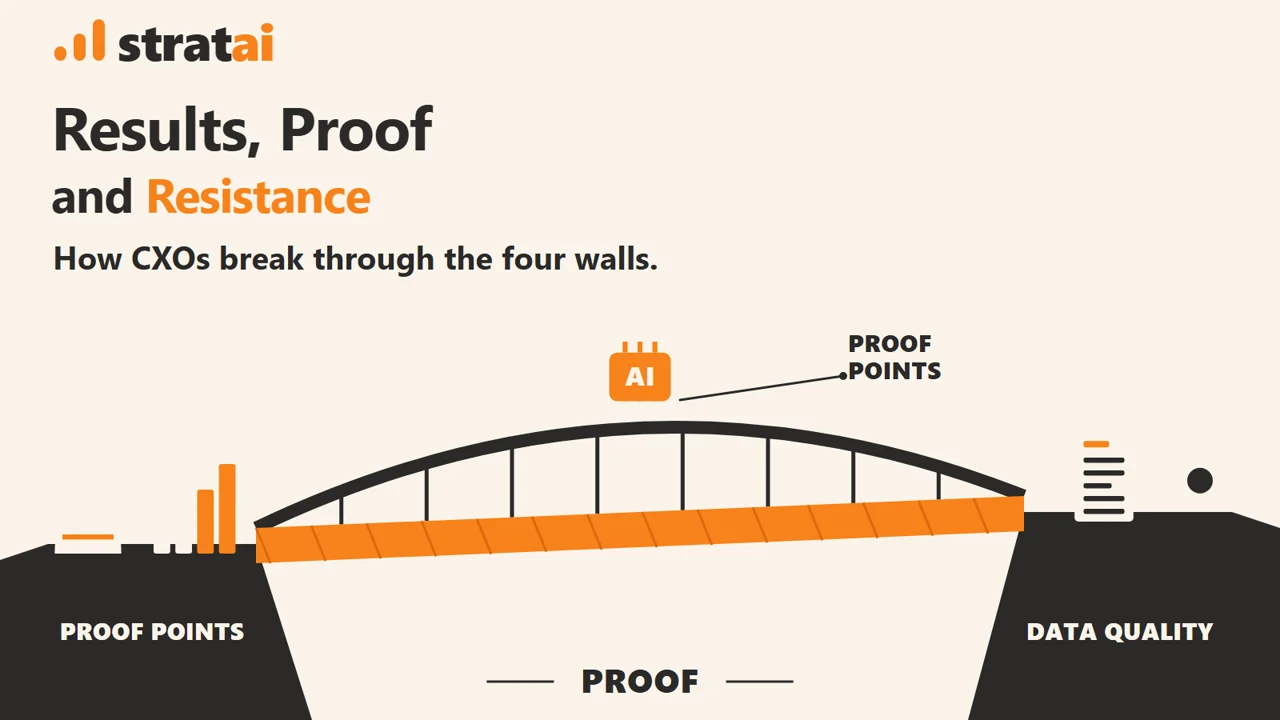 stratai
Results, Proof
and Resistance
How CXOs break through the four walls.
PROOF
POINTS
AI
PROOF POINTS
DATA QUALITY
PROOF